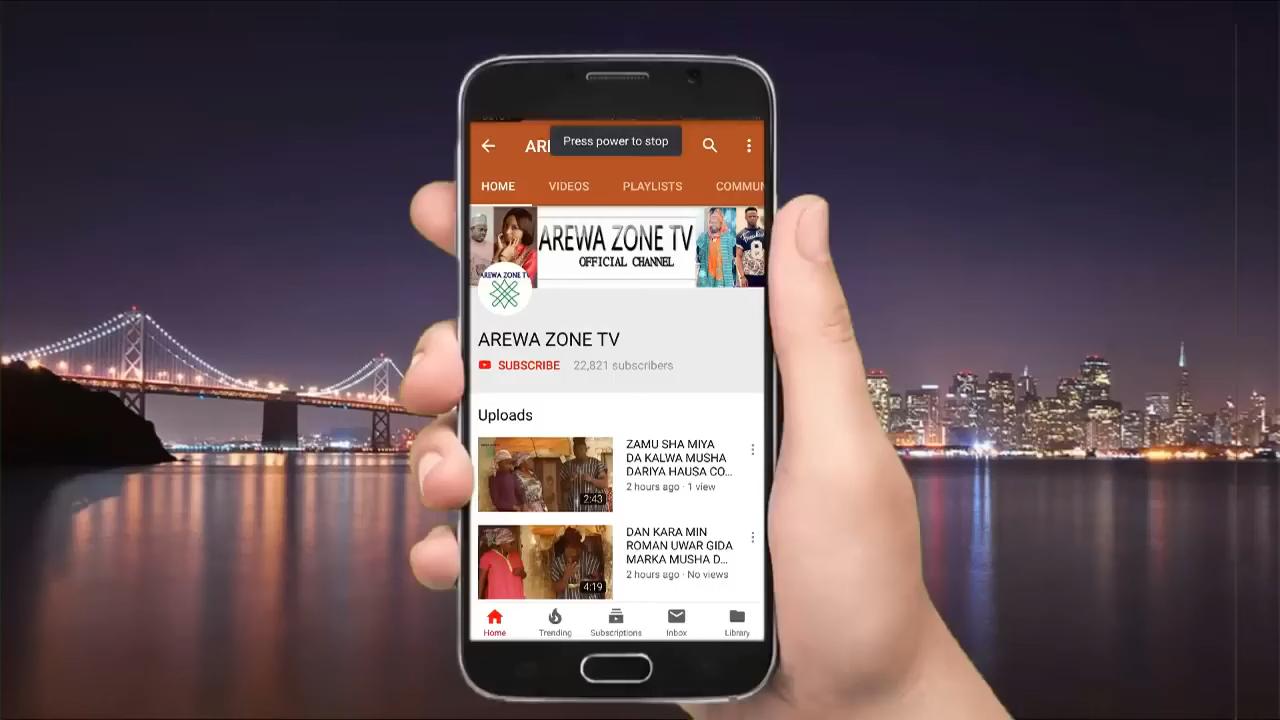 ARE
Press power to stop
HOME
VIDEOS
PLAYLISTS
COMMUN
AREWA ZONE TV
OFFICIAL CHANNEL
AREWA ZONE TV
AREWA ZONE TV
SUBSCRIBE 22,821 subscribers
Uploads
ZAMU SHA MIYA
DA KALWA MUSHA
DARIYA HAUSA CO...
2 hours ago · 1 view
2:43
DAN KARA MIN
ROMAN UWAR GIDA
MARKA MUSHA D...
2 hours ago · No views
4:19
Home
Trending
Subscriptions
Inbox
Library